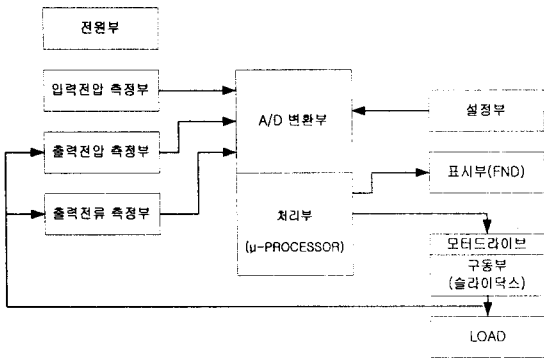 전원부
입력전압 측정부
출력전압 측정부
출력전류 측정부
A/D 변환부
처리부
(μ-PROCESSOR)
설정부
표시부(FND)
모터드라이브
구동부
(슬라이닥스)
LOAD